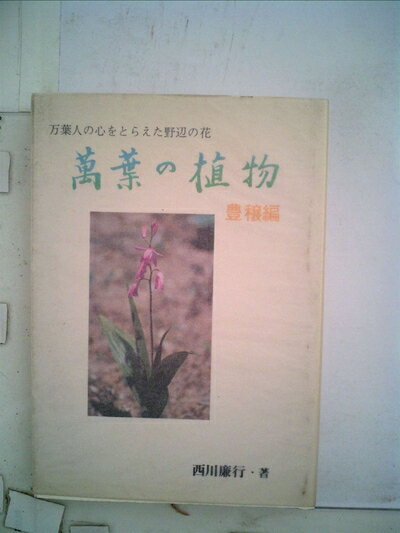 万葉人の心をとらえた野辺の花
萬葉の植物
豊穣編
西川廉行・著